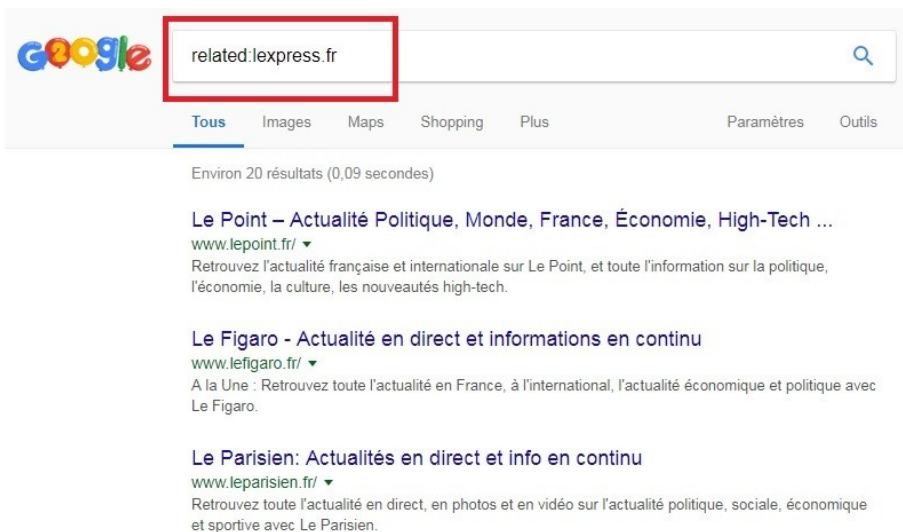 Google
related:lexpress.fr
Tous Images Maps Shopping Plus Paramètres Outils
Environ 20 résultats (0,09 secondes)
Le Point – Actualité Politique, Monde, France, Économie, High-Tech ...
www.lepoint.fr/
Retrouvez l'actualité française et internationale sur Le Point, et toute l'information sur la politique,
l'économie, la culture, les nouveautés high-tech.
Le Figaro - Actualité en direct et informations en continu
www.lefigaro.fr/
A la Une : Retrouvez toute l'actualité en France, à l'international, l'actualité économique et politique avec
Le Figaro.
Le Parisien: Actualités en direct et info en continu
www.leparisien.fr/
Retrouvez toute l'actualité en direct, en photos et en vidéo sur l'actualité politique, sociale, économique
et sportive avec Le Parisien.